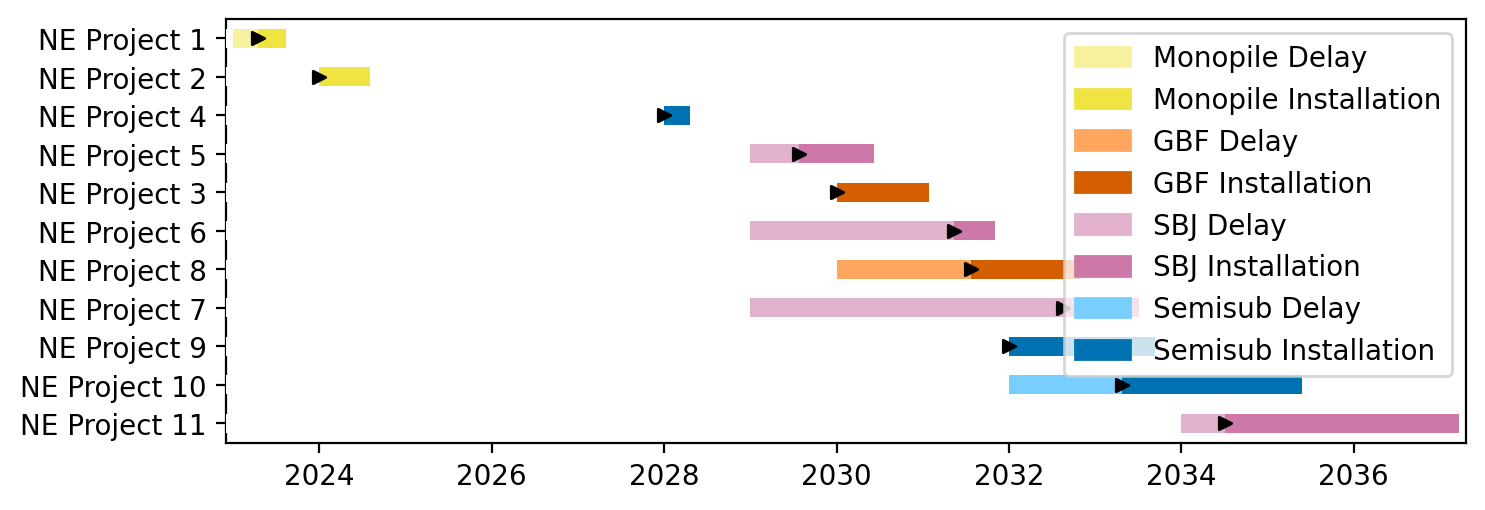 NE Project 1
NE Project 2
NE Project 4
NE Project 5
NE Project 3
NE Project 6
NE Project 8
NE Project 7
NE Project 9
NE Project 10
NE Project 11
Monopile Delay
Monopile Installation
GBF Delay
GBF Installation
SBJ Delay
SBJ Installation
Semisub Delay
Semisub Installation
2024 2026 2028 2030 2032 2034 2036